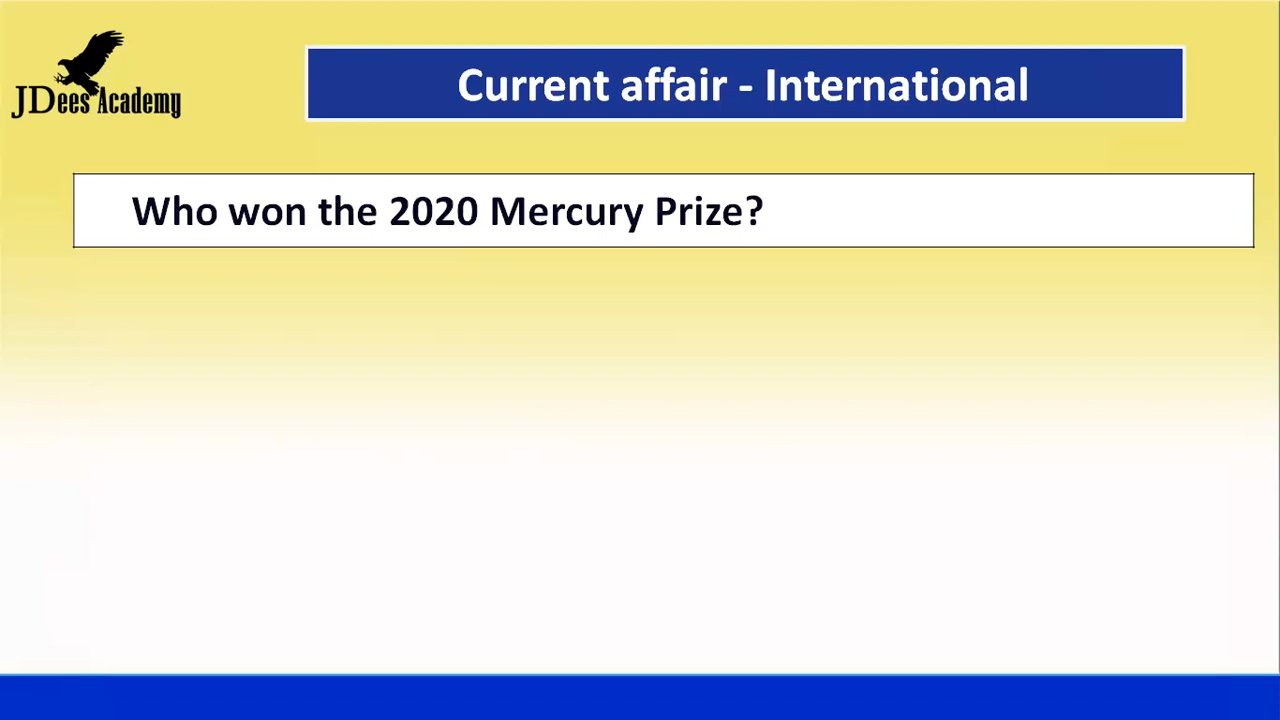 JDees Academy
Current affair - International
Who won the 2020 Mercury Prize?